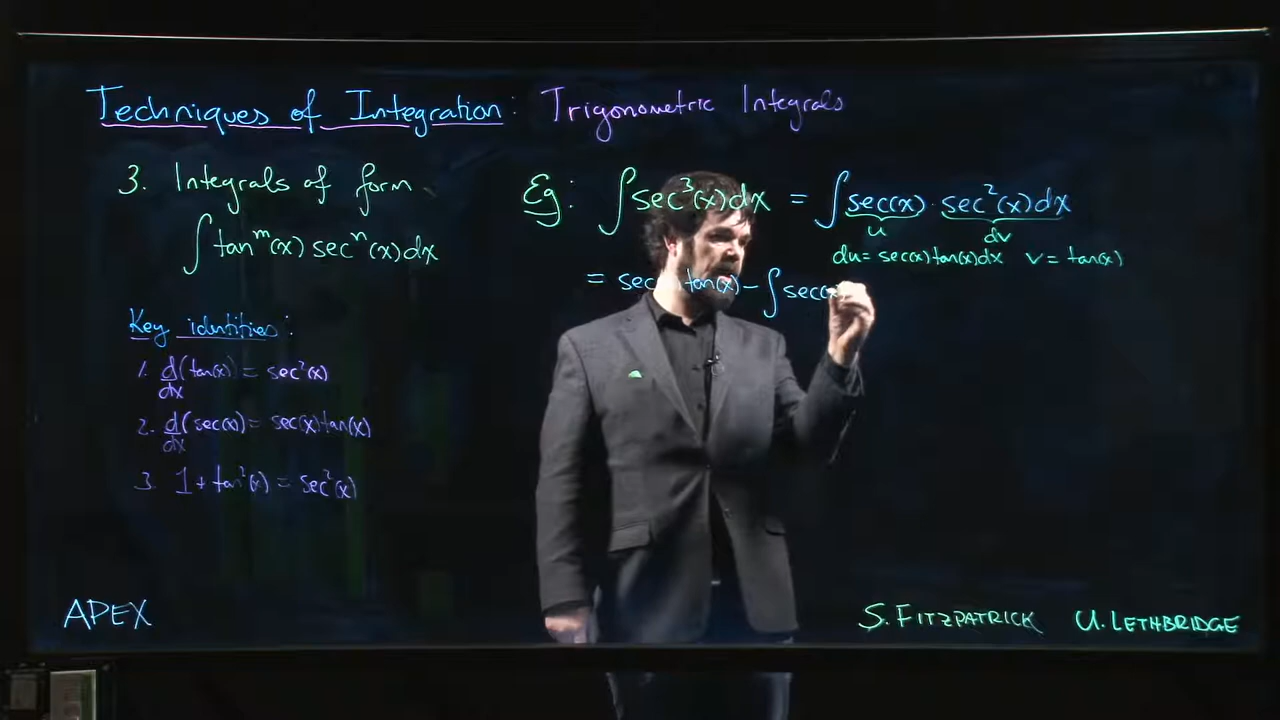 Techniques of Integration: Trigonometric Integrals
3. Integrals of form
∫tanᵐ(x) secⁿ(x)dx
Key identities:
1. d/dx (tan(x)) = sec²(x)
2. d/dx (sec(x)) = sec(x)tan(x)
3. 1 + tan²(x) = sec²(x)
Eg: ∫sec³(x)dx = ∫sec(x) · sec²(x)dx
u dv
du = sec(x)tan(x)dx v = tan(x)
= sec tan(x) − ∫sec(x
APEX
S. FITZPATRICK U. LETHBRIDGE